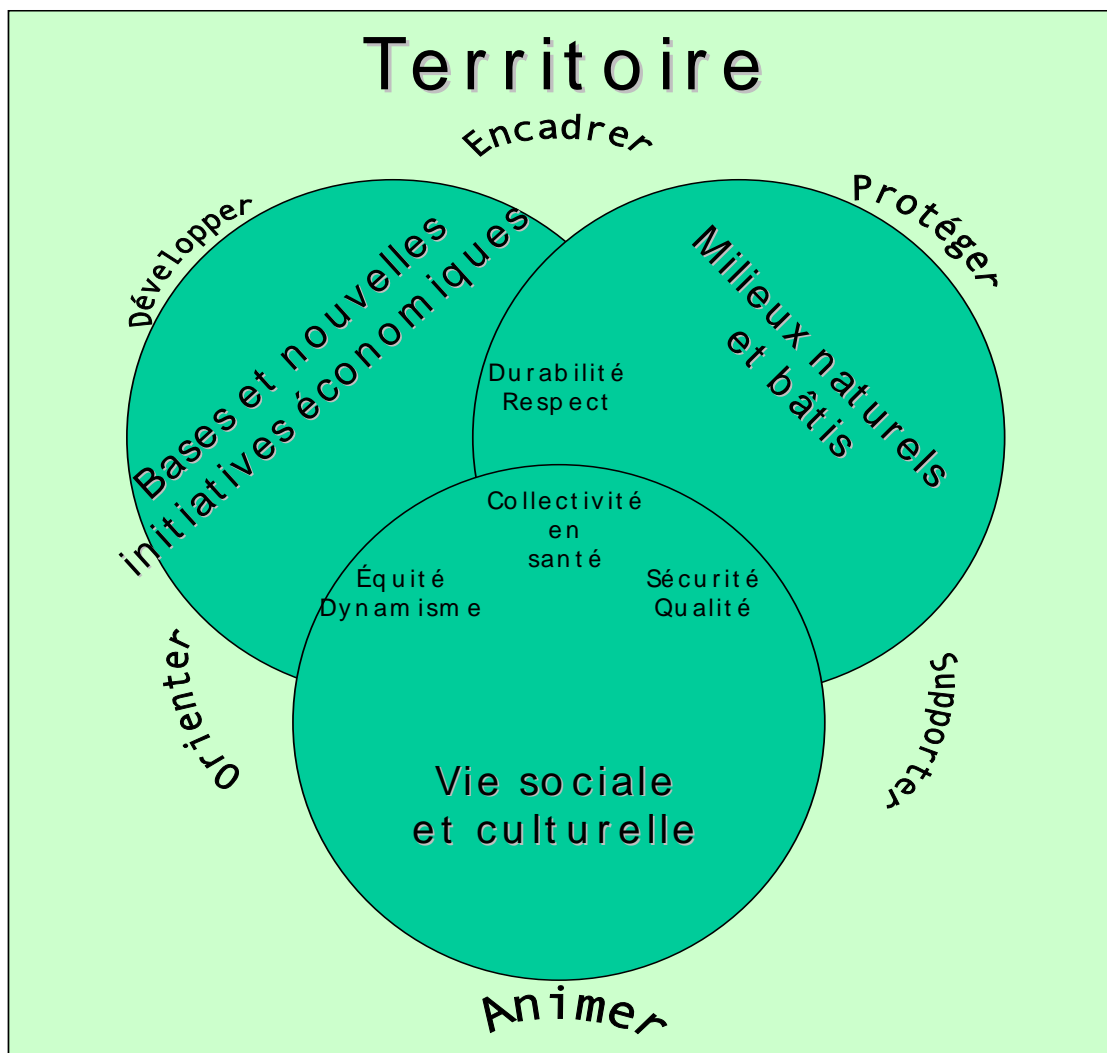 Territoire
Encadrer
Développer
Protéger
Bases et nouvelles
initiatives économiques
Milieux naturels
et bâtis
Durabilité
Respect
Collectivité
en
santé
Équité
Dynamisme
Sécurité
Qualité
Orienter
Supporter
Vie sociale
et culturelle
Animer